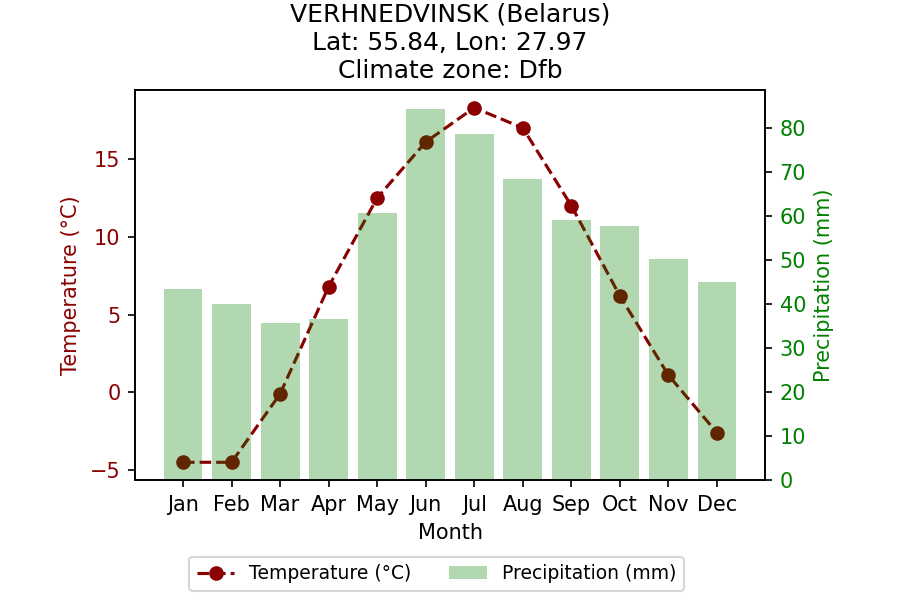 VERHNEDVINSK (Belarus)
Lat: 55.84, Lon: 27.97
Climate zone: Dfb
Temperature (°C)
15
10
5
0
−5
80
70
60
50
40
30
20
10
0
Precipitation (mm)
Jan Feb Mar Apr May Jun Jul Aug Sep Oct Nov Dec
Month
Temperature (°C) Precipitation (mm)